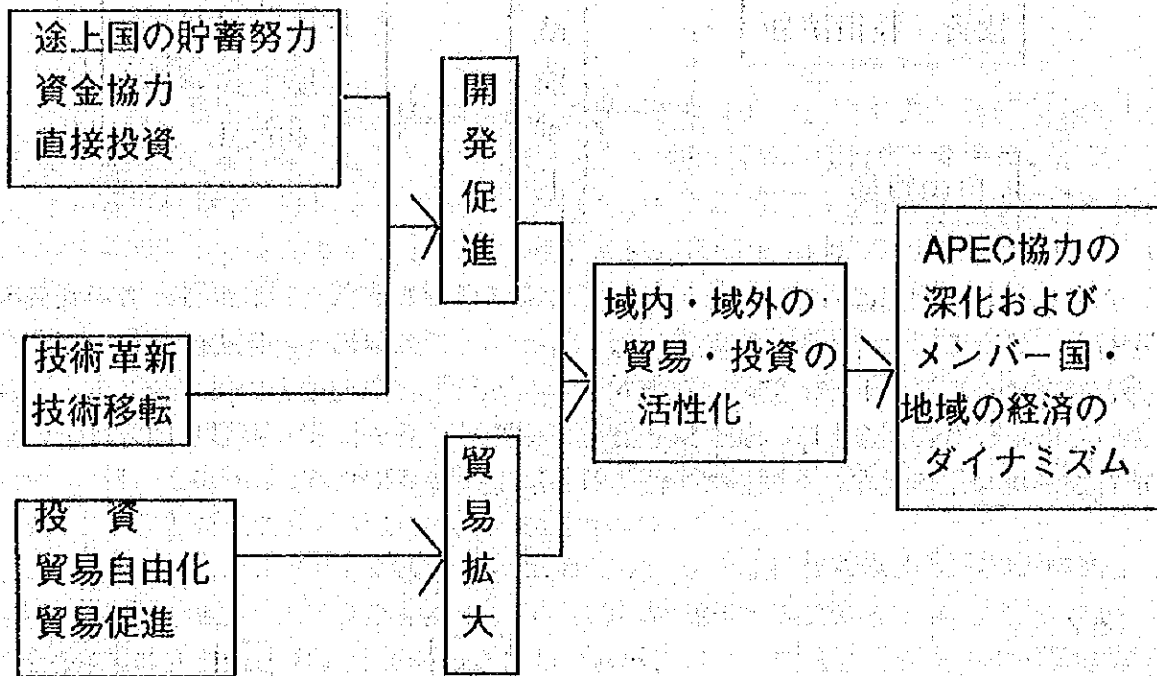 途上国の貯蓄努力
資金協力
直接投資
開発促進
技術革新
技術移転
投 資
貿易自由化
貿易促進
貿易拡大
域内・域外の
貿易・投資の
活性化
APEC協力の
深化および
メンバー国・
地域の経済の
ダイナミズム